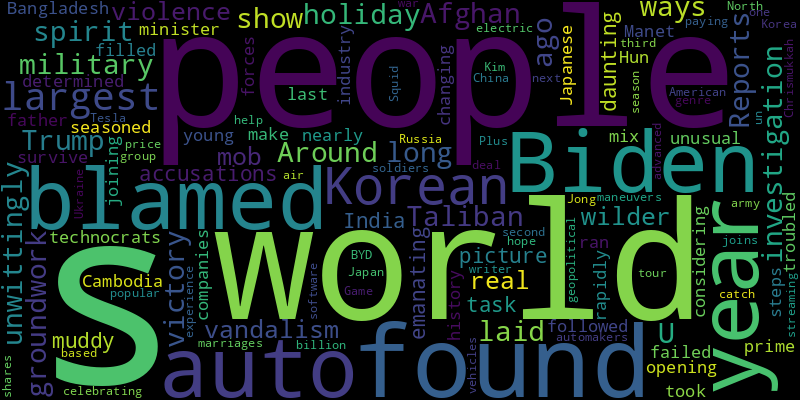 Bangladesh
violence
show
holiday
Afghan
ways
North
spirit
minister
people
ago
Japanese
daunting
Manet
one
paying
war
electric
Korea
filled
military
forces
industry
Squid
Kim
China
changing
next
third
Hun
Reports
Chrismukkah
determined
largest
last
season
American
genre
un
father
Tesla
seasoned
young
help
make
nearly
Russia
Plus
mix
unusual
Trump
price
group
mob
Around
long
deal
Biden
advanced
investigation
survive
joining
accusations
air
soldiers
blamed
Ukraine
Korean
Jong
maneuvers
army
unwittingly
India
Taliban
wilder
troubled
groundwork
technocrats
S
world
year
victory
companies
second
hope
picture
writer
ran
geopolitical
considering
joins
BYD
Japan
Game
emanating
history
real
task
rapidly
tour
catch
steps
streaming
Cambodia
popular
experience
software
muddy
based
vandalism
laid
followed
automakers
U
prime
marriages
billion
auto
found
vehicles
failed
opening
took
shares
celebrating